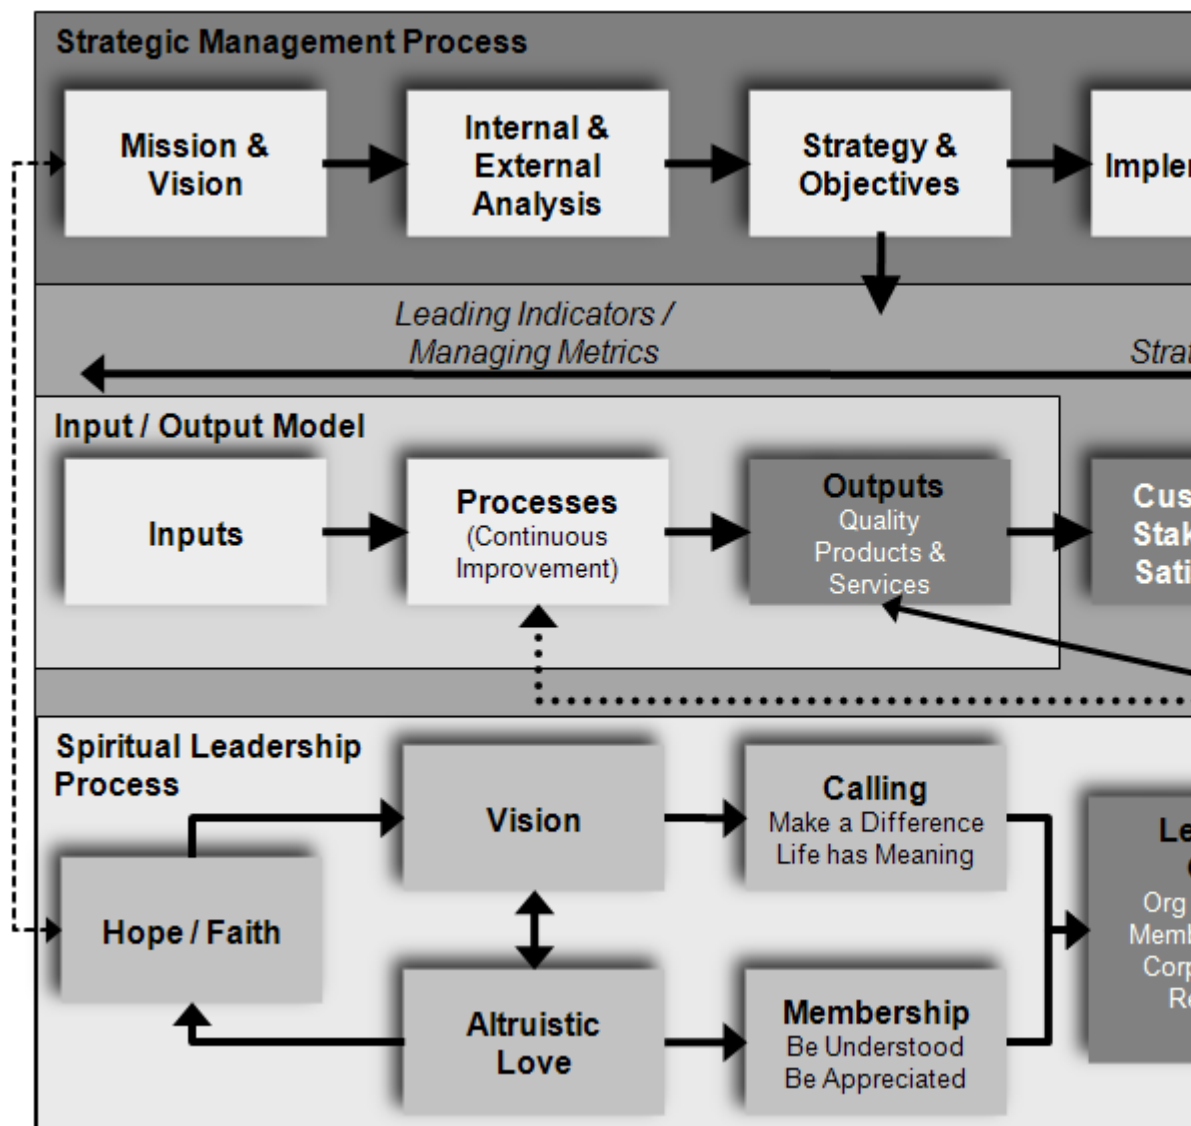 Strategic Management Process
Mission &
Vision
Internal &
External
Analysis
Strategy &
Objectives
Leading Indicators /
Managing Metrics
Input / Output Model
Inputs
Processes
(Continuous
Improvement)
Outputs
Quality
Products &
Services
Spiritual Leadership
Process
Hope / Faith
Vision
Calling
Make a Difference
Life has Meaning
Altruistic
Love
Membership
Be Understood
Be Appreciated
Org